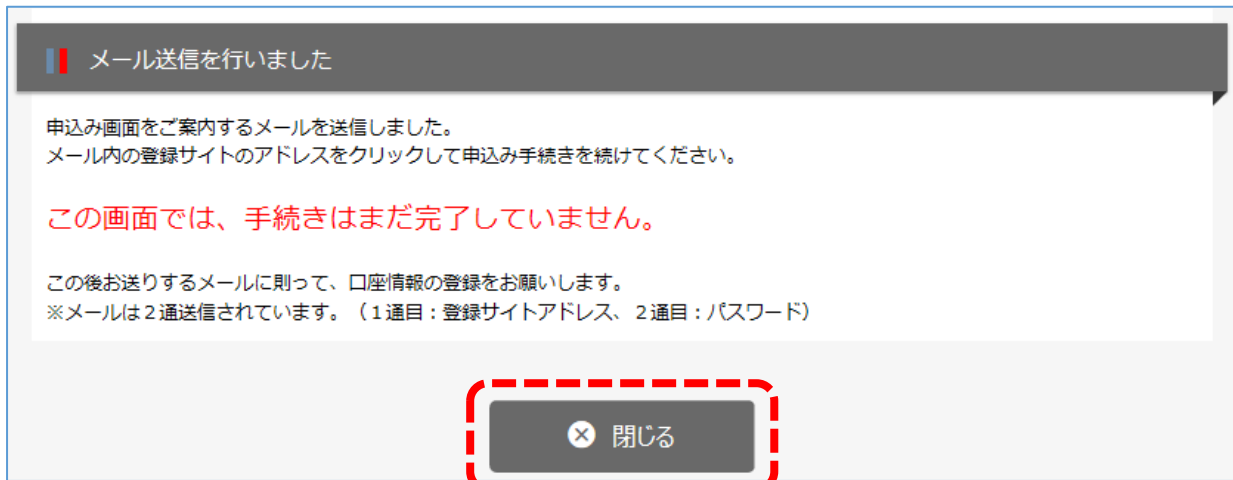 メール送信を行いました
申込み画面をご案内するメールを送信しました。
メール内の登録サイトのアドレスをクリックして申込み手続きを続けてください。
この画面では、手続きはまだ完了していません。
この後お送りするメールに則って、口座情報の登録をお願いします。
※メールは２通送信されています。（１通目：登録サイトアドレス、２通目：パスワード）
閉じる